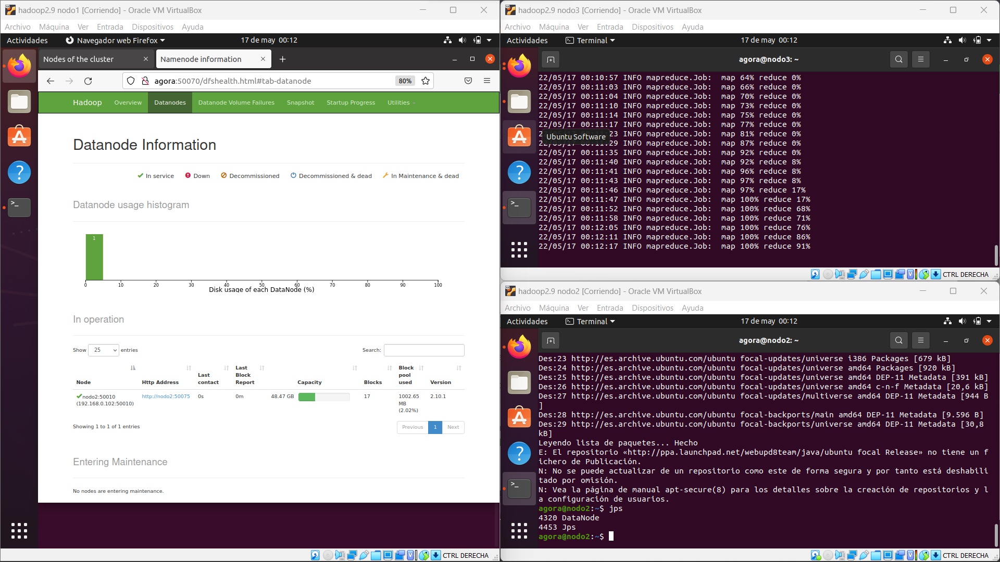 hadoop2.9 nodo1 [Corriendo] - Oracle VM VirtualBox
Archivo Máquina Ver Entrada Dispositivos Ayuda
Actividades Navegador web Firefox 17 de may 00:12
Nodes of the cluster Namenode information
agora:50070/dfshealth.html#tab-datanode 80%
Hadoop Overview Datanodes Datanode Volume Failures Snapshot Startup Progress Utilities
Datanode Information
In service Down Decommissioned Decommissioned & dead In Maintenance & dead
Datanode usage histogram
1
0 10 20 30 40 50 60 70 80 90 100
Disk usage of each DataNode (%)
In operation
Show 25 entries Search:
Node Http Address Last contact Last Block Report Capacity Blocks Block pool used Version
nodo2:50010 http://nodo2:50075 0s 0m 48.47 GB 17 1002.65 2.10.1
(192.168.0.102:50010) MB
(2.02%)
Showing 1 to 1 of 1 entries Previous 1 Next
Entering Maintenance
No nodes are entering maintenance.
CTRL DERECHA
hadoop2.9 nodo3 [Corriendo] - Oracle VM VirtualBox
Archivo Máquina Ver Entrada Dispositivos Ayuda
Actividades Terminal 17 de may 00:12
agora@nodo3: ~
22/05/17 00:10:57 INFO mapreduce.Job:  map 64% reduce 0%
22/05/17 00:11:03 INFO mapreduce.Job:  map 66% reduce 0%
22/05/17 00:11:04 INFO mapreduce.Job:  map 70% reduce 0%
22/05/17 00:11:10 INFO mapreduce.Job:  map 73% reduce 0%
22/05/17 00:11:14 INFO mapreduce.Job:  map 75% reduce 0%
22/05/17 00:11:17 INFO mapreduce.Job:  map 77% reduce 0%
Ubuntu Software
23 INFO mapreduce.Job:  map 81% reduce 0%
29 INFO mapreduce.Job:  map 87% reduce 0%
22/05/17 00:11:35 INFO mapreduce.Job:  map 92% reduce 0%
22/05/17 00:11:40 INFO mapreduce.Job:  map 92% reduce 8%
22/05/17 00:11:41 INFO mapreduce.Job:  map 96% reduce 8%
22/05/17 00:11:43 INFO mapreduce.Job:  map 97% reduce 8%
22/05/17 00:11:46 INFO mapreduce.Job:  map 97% reduce 17%
22/05/17 00:11:47 INFO mapreduce.Job:  map 100% reduce 17%
22/05/17 00:11:52 INFO mapreduce.Job:  map 100% reduce 68%
22/05/17 00:11:58 INFO mapreduce.Job:  map 100% reduce 71%
22/05/17 00:12:05 INFO mapreduce.Job:  map 100% reduce 76%
22/05/17 00:12:11 INFO mapreduce.Job:  map 100% reduce 86%
22/05/17 00:12:17 INFO mapreduce.Job:  map 100% reduce 91%
CTRL DERECHA
hadoop2.9 nodo2 [Corriendo] - Oracle VM VirtualBox
Archivo Máquina Ver Entrada Dispositivos Ayuda
Actividades Terminal 17 de may 00:12
agora@nodo2: ~
Des:23 http://es.archive.ubuntu.com/ubuntu focal-updates/universe i386 Packages [679 kB]
Des:24 http://es.archive.ubuntu.com/ubuntu focal-updates/universe amd64 Packages [920 kB]
Des:25 http://es.archive.ubuntu.com/ubuntu focal-updates/universe amd64 DEP-11 Metadata [391 kB]
Des:26 http://es.archive.ubuntu.com/ubuntu focal-updates/universe amd64 c-n-f Metadata [20,6 kB]
Des:27 http://es.archive.ubuntu.com/ubuntu focal-updates/multiverse amd64 DEP-11 Metadata [944 B
]
Des:28 http://es.archive.ubuntu.com/ubuntu focal-backports/main amd64 DEP-11 Metadata [9.596 B]
Des:29 http://es.archive.ubuntu.com/ubuntu focal-backports/universe amd64 DEP-11 Metadata [30,8
kB]
Leyendo lista de paquetes... Hecho
E: El repositorio «http://ppa.launchpad.net/webupd8team/java/ubuntu focal Release» no tiene un f
ichero de Publicación.
N: No se puede actualizar de un repositorio como este de forma segura y por tanto está deshabili
tado por omisión.
N: Vea la página de manual apt-secure(8) para los detalles sobre la creación de repositorios y l
a configuración de usuarios.
agora@nodo2:~$ jps
4320 DataNode
4453 Jps
agora@nodo2:~$
CTRL DERECHA